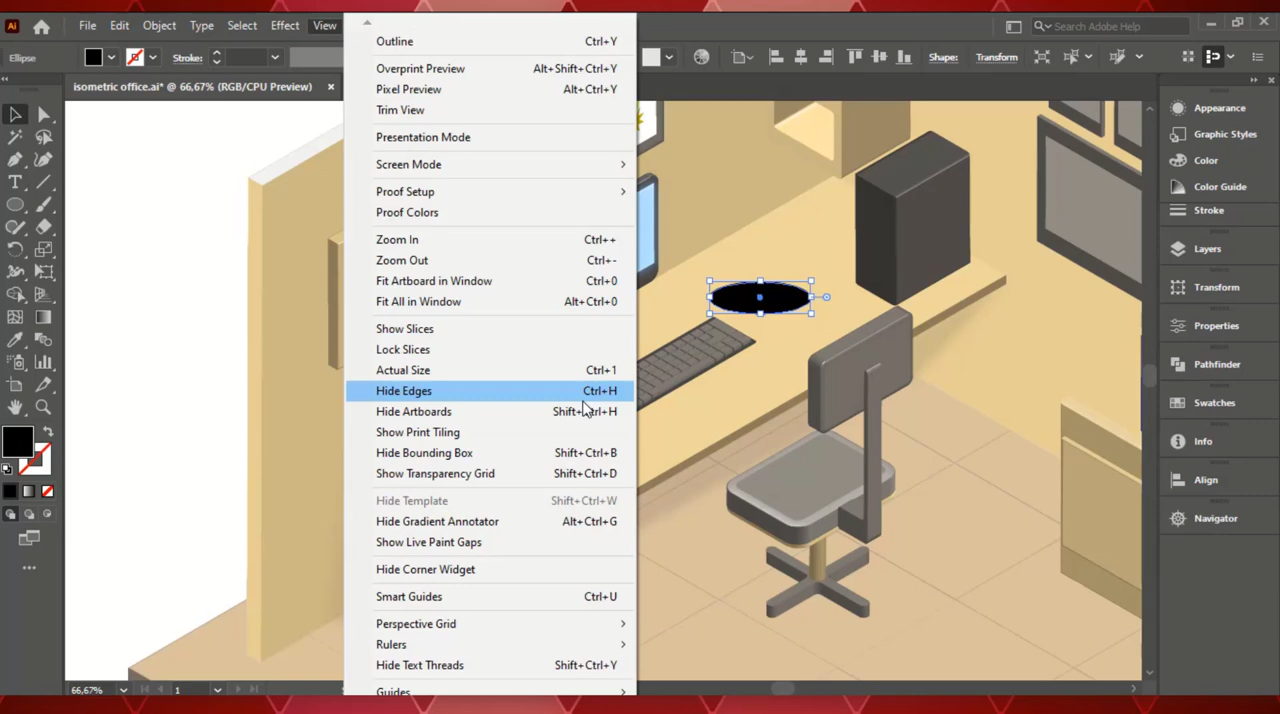 Ai File Edit Object Type Select Effect View Search Adobe Help
Ellipse Stroke: Shape: Transform
isometric office.ai* @ 66,67% (RGB/CPU Preview)
Outline Ctrl+Y
Overprint Preview Alt+Shift+Ctrl+Y
Pixel Preview Alt+Ctrl+Y
Trim View
Presentation Mode
Screen Mode
Proof Setup
Proof Colors
Zoom In Ctrl++
Zoom Out Ctrl+-
Fit Artboard in Window Ctrl+0
Fit All in Window Alt+Ctrl+0
Show Slices
Lock Slices
Actual Size Ctrl+1
Hide Edges Ctrl+H
Hide Artboards Shift+Ctrl+H
Show Print Tiling
Hide Bounding Box Shift+Ctrl+B
Show Transparency Grid Shift+Ctrl+D
Hide Template Shift+Ctrl+W
Hide Gradient Annotator Alt+Ctrl+G
Show Live Paint Gaps
Hide Corner Widget
Smart Guides Ctrl+U
Perspective Grid
Rulers
Hide Text Threads Shift+Ctrl+Y
Guides
Appearance
Graphic Styles
Color
Color Guide
Stroke
Layers
Transform
Properties
Pathfinder
Swatches
Info
Align
Navigator
66,67% 1